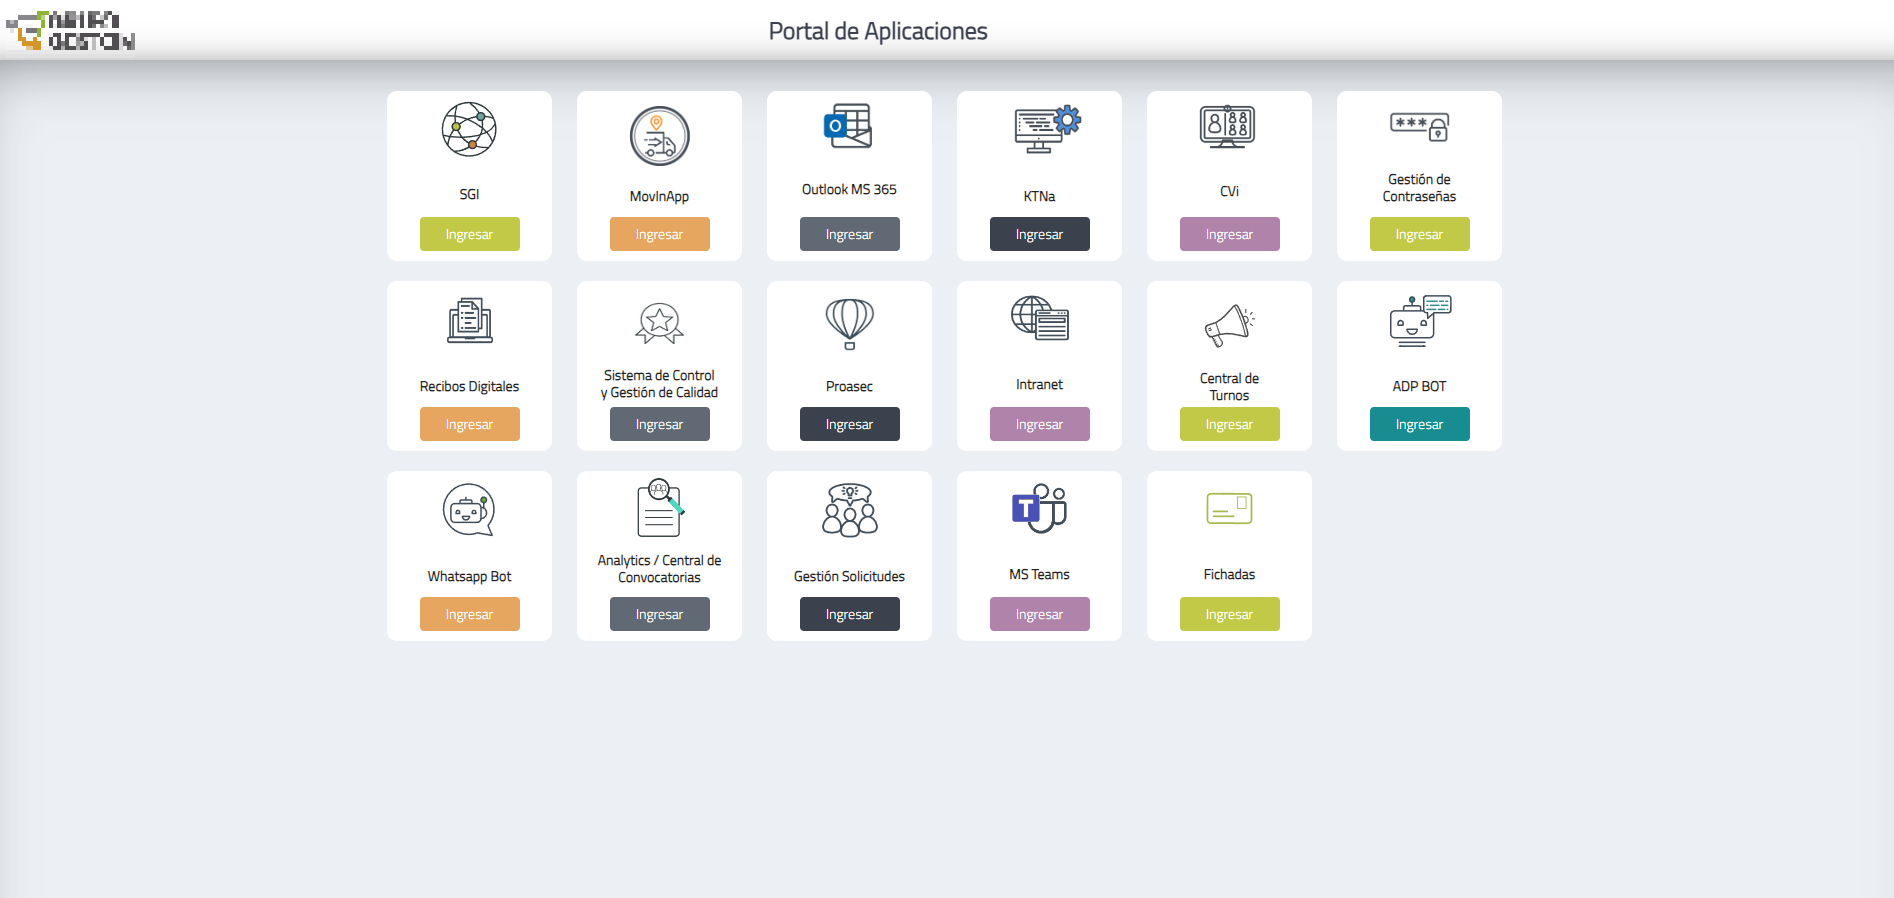 Portal de Aplicaciones
SGI
MovInApp
Outlook MS 365
KTNa
CVi
Gestión de
Contraseñas
Ingresar
Ingresar
Ingresar
Ingresar
Ingresar
Ingresar
Recibos Digitales
Sistema de Control
y Gestión de Calidad
Proasec
Intranet
Central de
Turnos
ADP BOT
Ingresar
Ingresar
Ingresar
Ingresar
Ingresar
Ingresar
Whatsapp Bot
Analytics / Central de
Convocatorias
Gestión Solicitudes
MS Teams
Fichadas
Ingresar
Ingresar
Ingresar
Ingresar
Ingresar